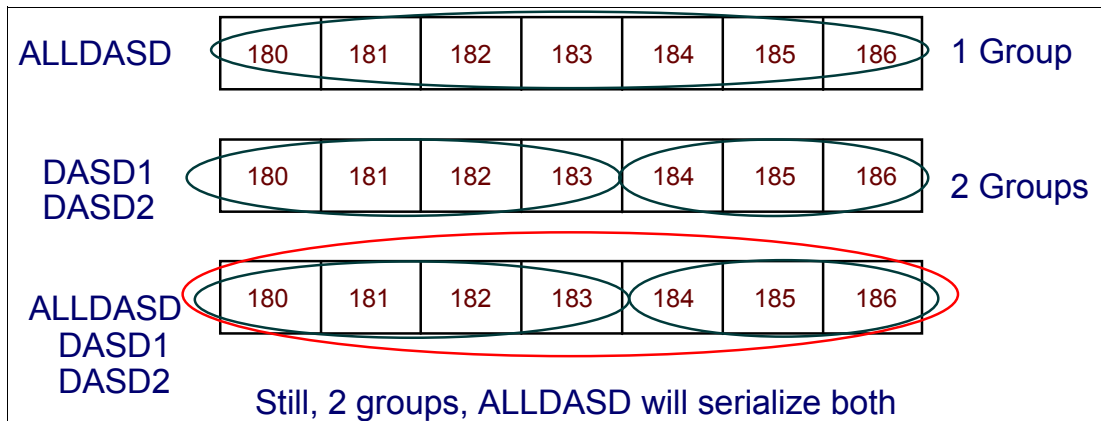 ALLDASD 180 181 182 183 184 185 186 1 Group
DASD1
DASD2
180 181 182 183 184 185 186 2 Groups
ALLDASD
DASD1
DASD2
180 181 182 183 184 185 186
Still, 2 groups, ALLDASD will serialize both